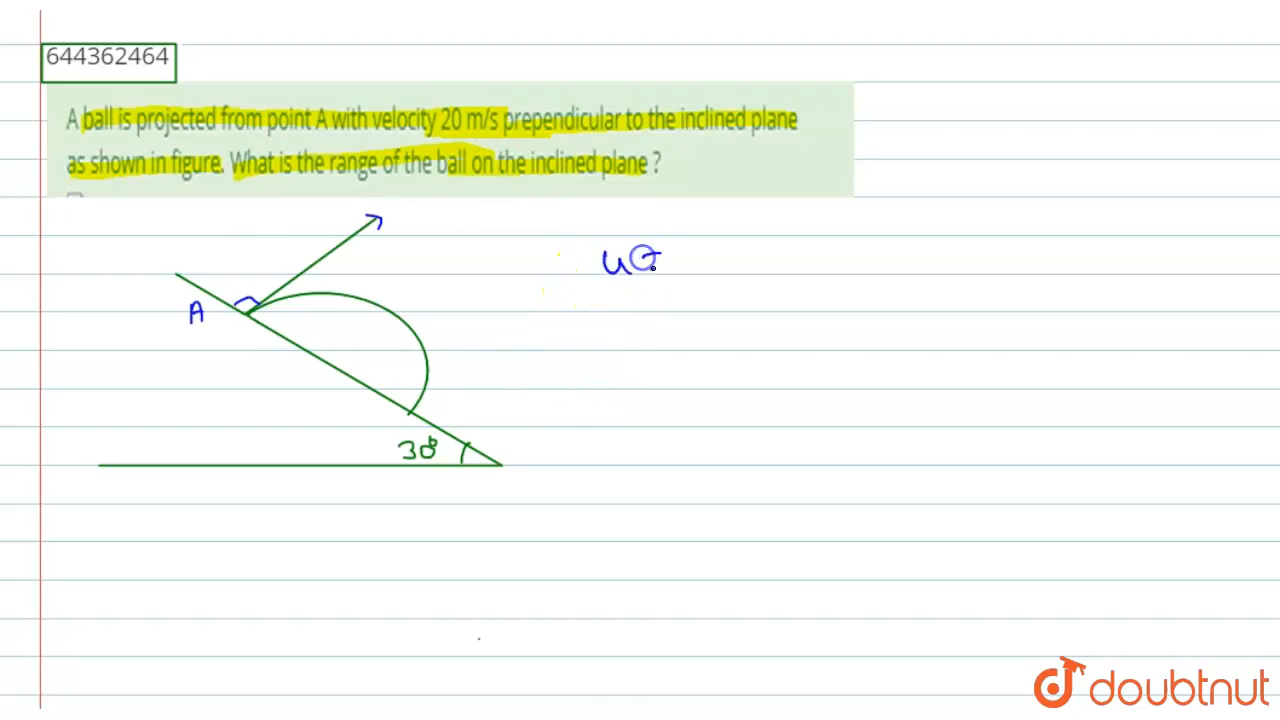 644362464
A ball is projected from point A with velocity 20 m/s prependicular to the inclined plane
as shown in figure. What is the range of the ball on the inclined plane ?
A
30°
doubtnut